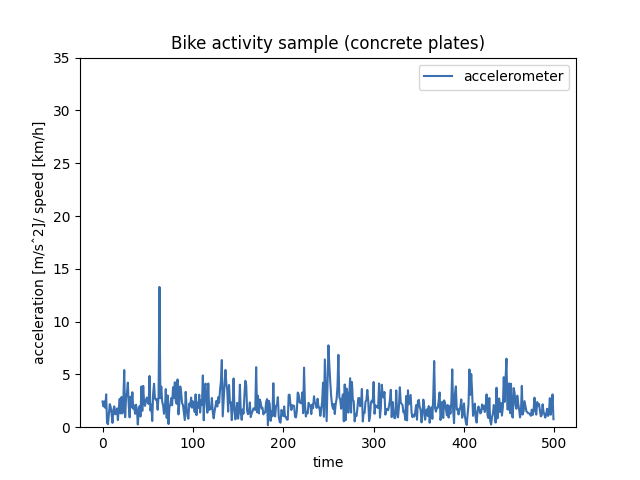 Bike activity sample (concrete plates)
accelerometer
acceleration [m/sˆ2]/ speed [km/h]
35
30
25
20
15
10
5
0
0 100 200 300 400 500
time